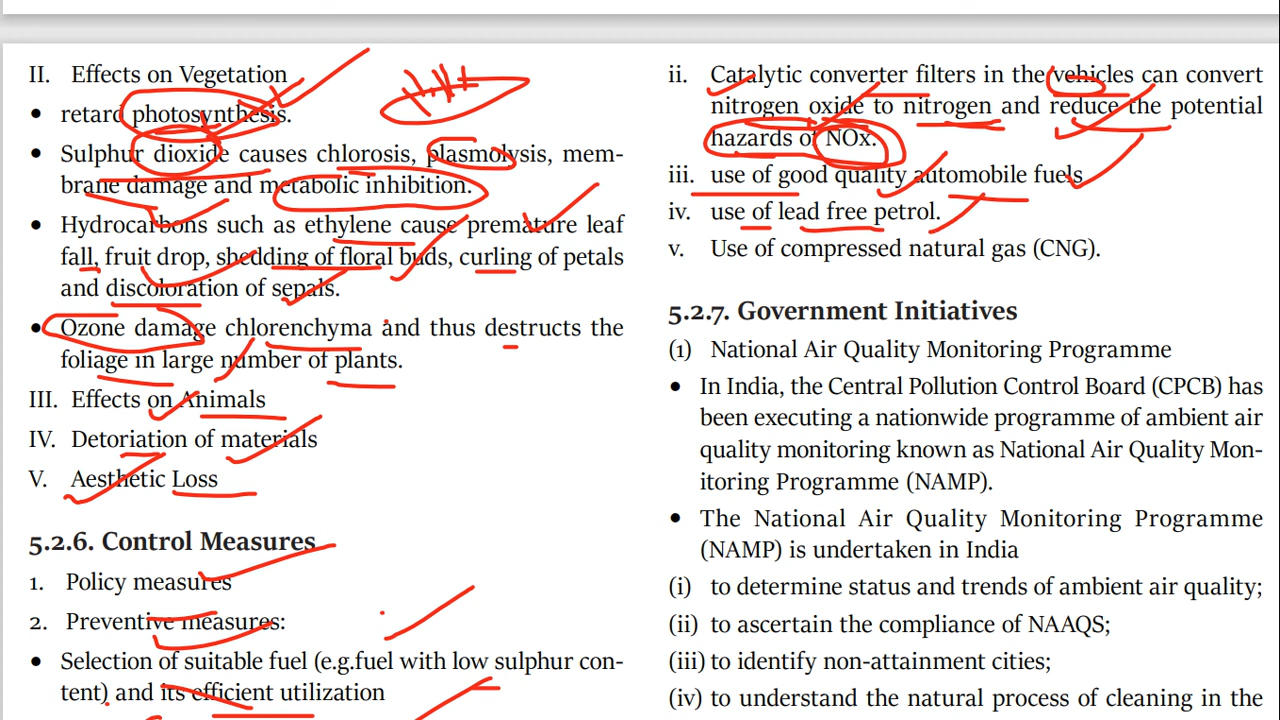 II. Effects on Vegetation
• retard photosynthesis.
• Sulphur dioxide causes chlorosis, plasmolysis, mem-
brane damage and metabolic inhibition.
• Hydrocarbons such as ethylene cause premature leaf
fall, fruit drop, shedding of floral buds, curling of petals
and discoloration of sepals.
• Ozone damage chlorenchyma and thus destructs the
foliage in large number of plants.
III. Effects on Animals
IV. Detoriation of materials
V. Aesthetic Loss
5.2.6. Control Measures
1. Policy measures
2. Preventive measures:
• Selection of suitable fuel (e.g.fuel with low sulphur con-
tent) and its efficient utilization
ii. Catalytic converter filters in the vehicles can convert
nitrogen oxide to nitrogen and reduce the potential
hazards of NOx.
iii. use of good quality automobile fuels
iv. use of lead free petrol.
v. Use of compressed natural gas (CNG).
5.2.7. Government Initiatives
(1) National Air Quality Monitoring Programme
• In India, the Central Pollution Control Board (CPCB) has
been executing a nationwide programme of ambient air
quality monitoring known as National Air Quality Mon-
itoring Programme (NAMP).
• The National Air Quality Monitoring Programme
(NAMP) is undertaken in India
(i) to determine status and trends of ambient air quality;
(ii) to ascertain the compliance of NAAQS;
(iii) to identify non-attainment cities;
(iv) to understand the natural process of cleaning in the